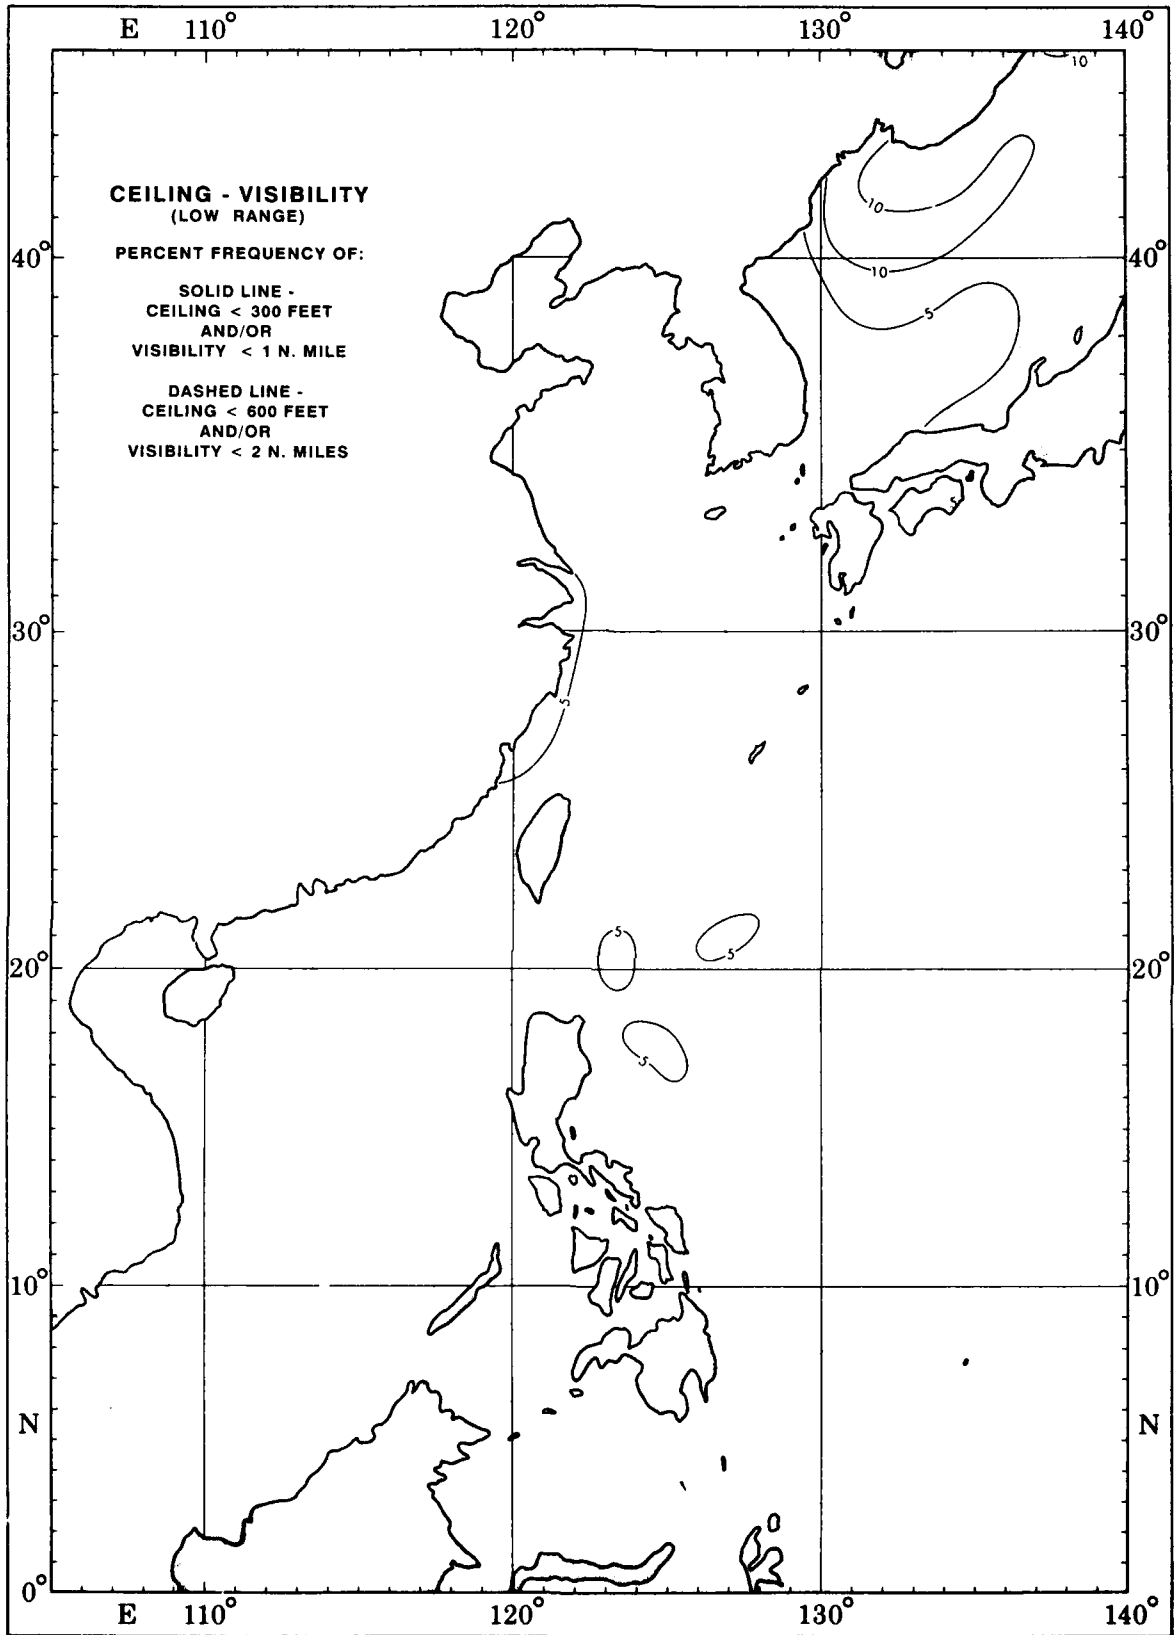 E 110° 120° 130° 140°
10
CEILING - VISIBILITY
(LOW RANGE)
PERCENT FREQUENCY OF:
SOLID LINE -
CEILING < 300 FEET
AND/OR
VISIBILITY < 1 N. MILE
DASHED LINE -
CEILING < 600 FEET
AND/OR
VISIBILITY < 2 N. MILES
10
40° 40°
10
5
5
30° 30°
5
5
20° 20°
5
5
10° 10°
N N
0° 0°
E 110° 120° 130° 140°